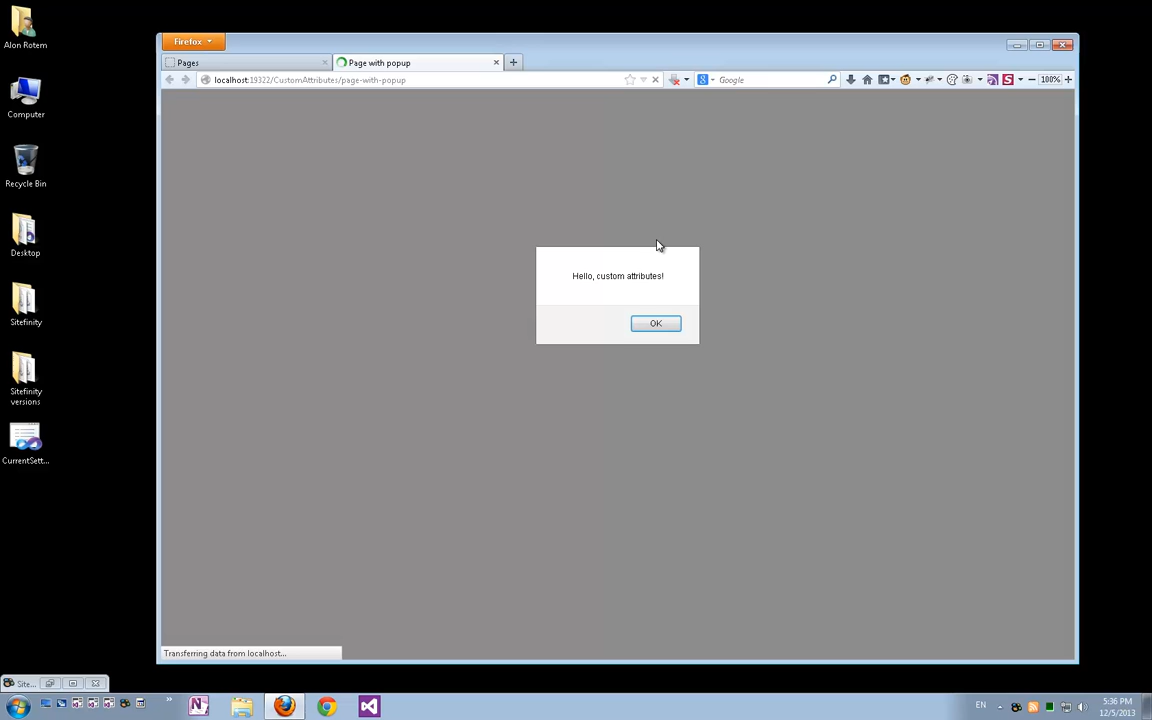 Alon Rotem
Computer
Recycle Bin
Desktop
Sitefinity
Sitefinity
versions
CurrentSett...
Firefox
Pages
Page with popup
localhost:19322/CustomAttributes/page-with-popup
Google
100%
Hello, custom attributes!
OK
Transferring data from localhost...
Site...
EN
5:36 PM
12/5/2013